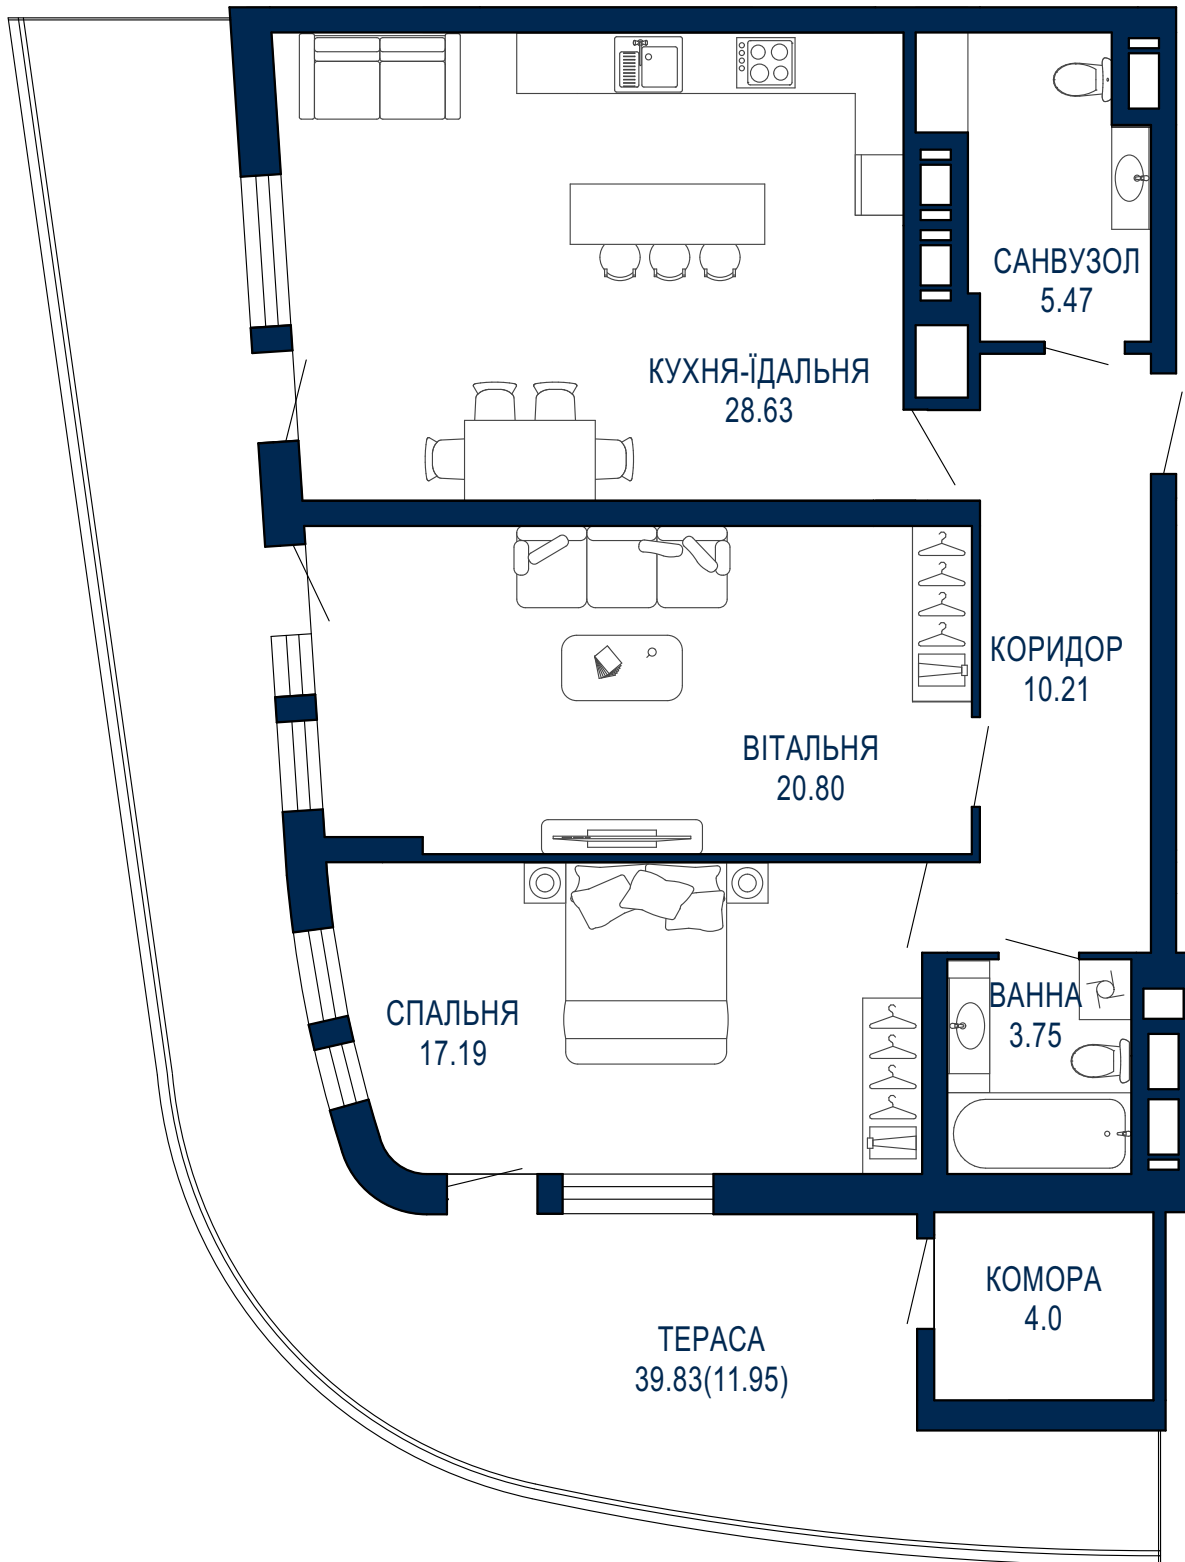 САНВУЗОЛ
5.47
КУХНЯ-ЇДАЛЬНЯ
28.63
КОРИДОР
10.21
ВІТАЛЬНЯ
20.80
СПАЛЬНЯ
17.19
ВАННА
3.75
КОМОРА
4.0
ТЕРАСА
39.83(11.95)